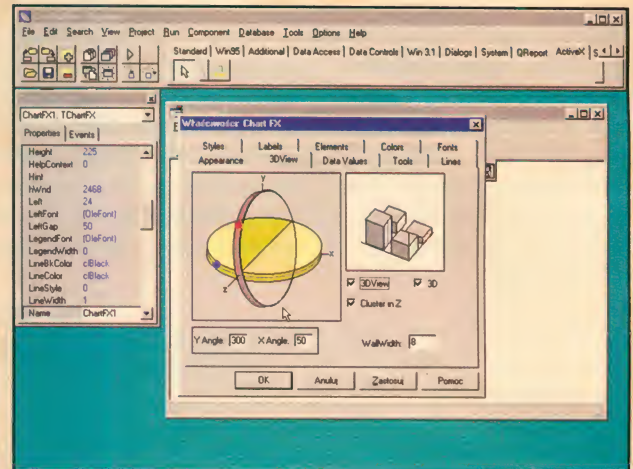 File Edit Search View Project Run Component Database Tools Options Help
Standard Win95 Additional Data Access Data Controls Win 3.1 Dialogs System QReport ActiveX S
ChartFX1: TChartFX
Properties Events
Height 225
HelpContext 0
Hint
hWnd 2468
Left 24
LeftFont (OleFont)
LeftGap 50
LegendFont (OleFont)
LegendWidth 0
LineBkColor clBlack
LineColor clBlack
LineStyle 0
LineWidth 1
Name ChartFX1
Chart FX
Styles Labels Elements Colors Fonts
Appearance 3DView Data Values Tools Lines
Y
X
Z
3DView 3D
Cluster in Z
Y Angle: 300 X Angle: 50
WallWidth: 8
OK Anuluj Zastosuj Pomoc